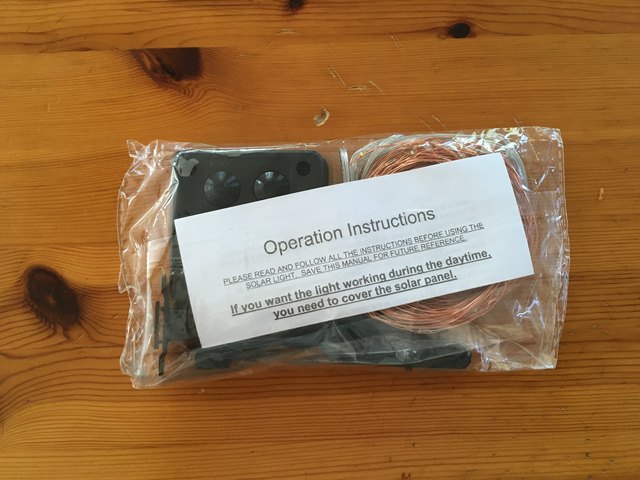 Operation Instructions
PLEASE READ AND FOLLOW ALL THE INSTRUCTIONS BEFORE USING THE
SOLAR LIGHT. SAVE THIS MANUAL FOR FUTURE REFERENCE.
If you want the light working during the daytime,
you need to cover the solar panel.